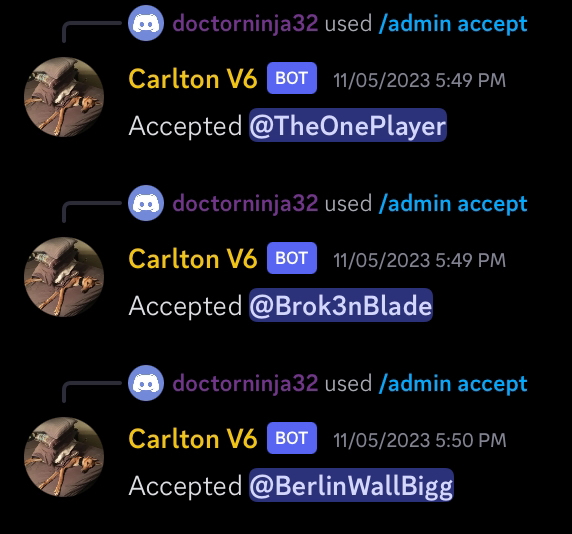 doctorninja32 used /admin accept
Carlton V6 BOT 11/05/2023 5:49 PM
Accepted @TheOnePlayer
doctorninja32 used /admin accept
Carlton V6 BOT 11/05/2023 5:49 PM
Accepted @Brok3nBlade
doctorninja32 used /admin accept
Carlton V6 BOT 11/05/2023 5:50 PM
Accepted @BerlinWallBigg